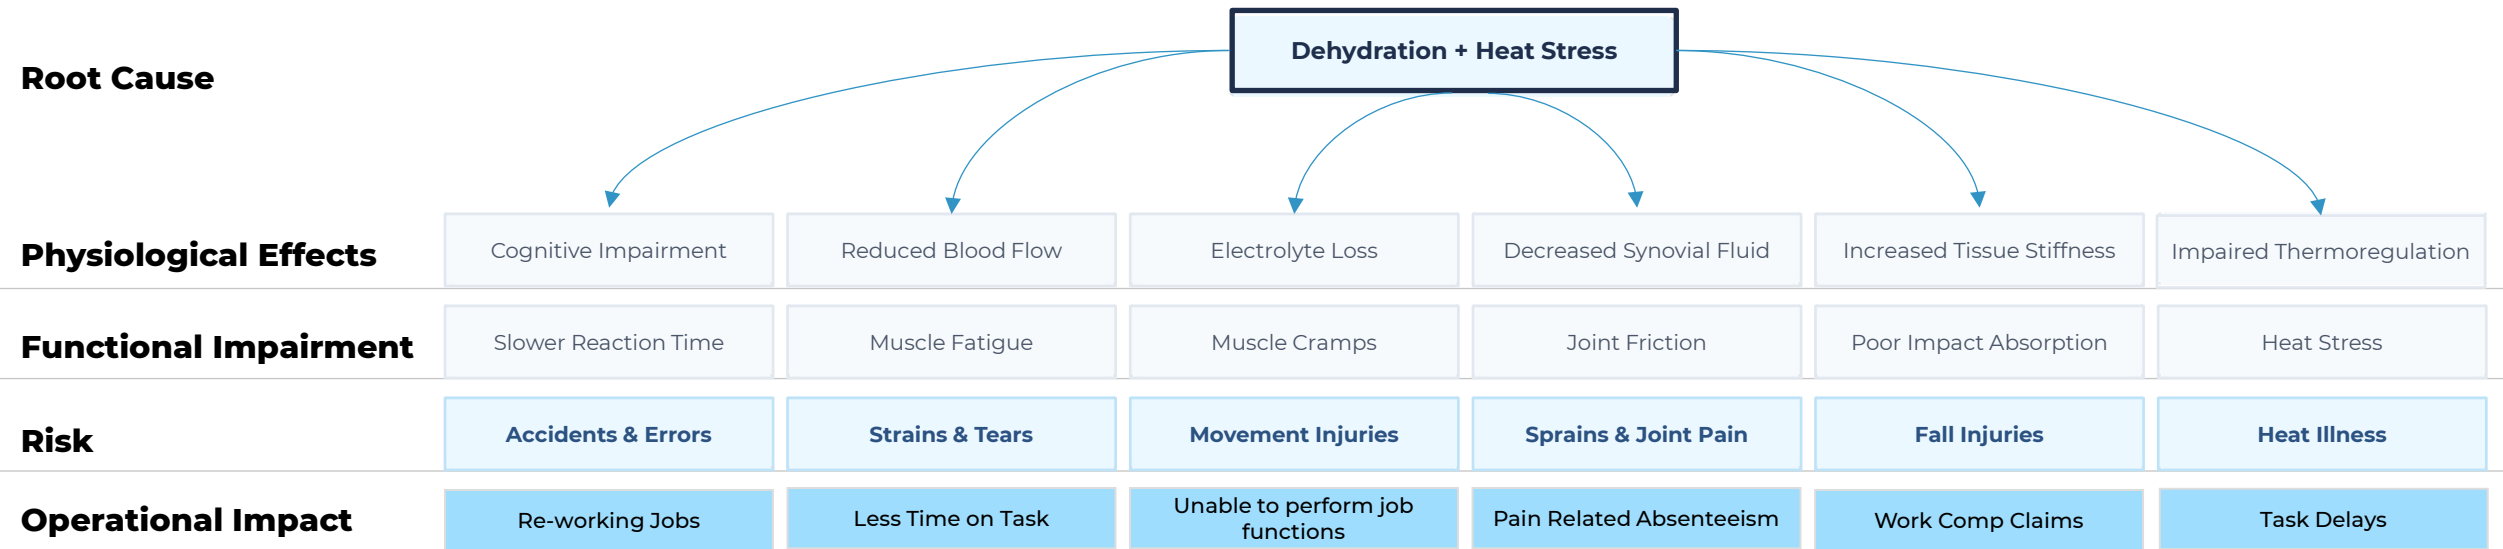 Dehydration + Heat Stress
Root Cause
Physiological Effects
Cognitive Impairment
Reduced Blood Flow
Electrolyte Loss
Decreased Synovial Fluid
Increased Tissue Stiffness
Impaired Thermoregulation
Functional Impairment
Slower Reaction Time
Muscle Fatigue
Muscle Cramps
Joint Friction
Poor Impact Absorption
Heat Stress
Risk
Accidents & Errors
Strains & Tears
Movement Injuries
Sprains & Joint Pain
Fall Injuries
Heat Illness
Operational Impact
Re-working Jobs
Less Time on Task
Unable to perform job
functions
Pain Related Absenteeism
Work Comp Claims
Task Delays